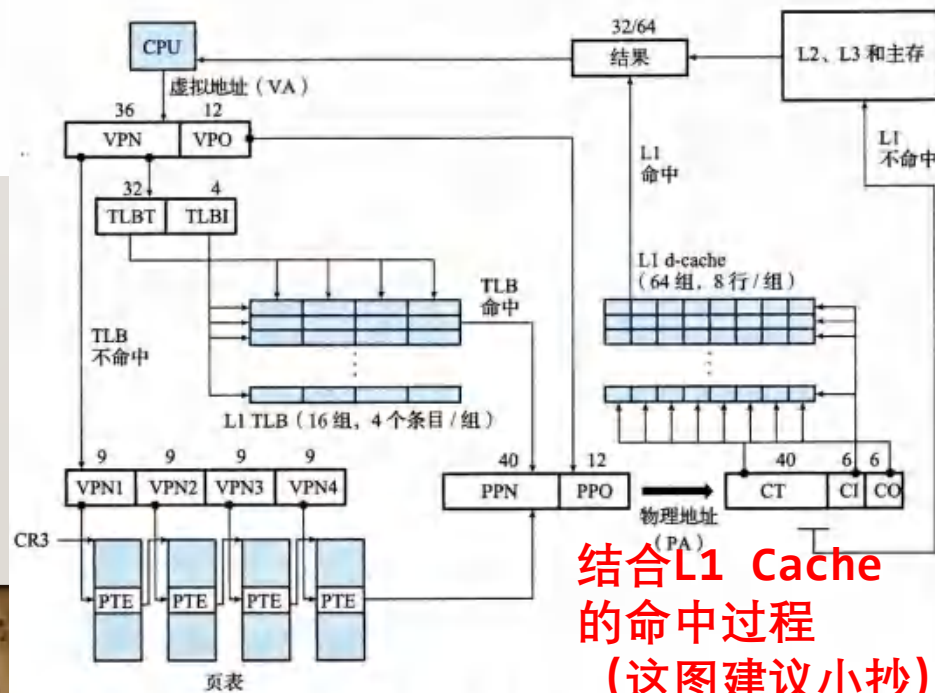 CPU
虚拟地址（VA）
36
12
VPN
VPO
32
4
TLBT
TLBI
TLB
不命中
TLB
命中
L1 TLB（16 组，4 个条目 / 组）
32/64
结果
L2、L3 和主存
L1
命中
L1
不命中
L1 d-cache
（64 组，8 行 / 组）
9
9
9
9
VPN1
VPN2
VPN3
VPN4
CR3
PTE
PTE
PTE
PTE
页表
40
12
PPN
PPO
物理地址
（PA）
40
6
6
CT
CI
CO
结合L1 Cache
的命中过程
（这图建议小抄）